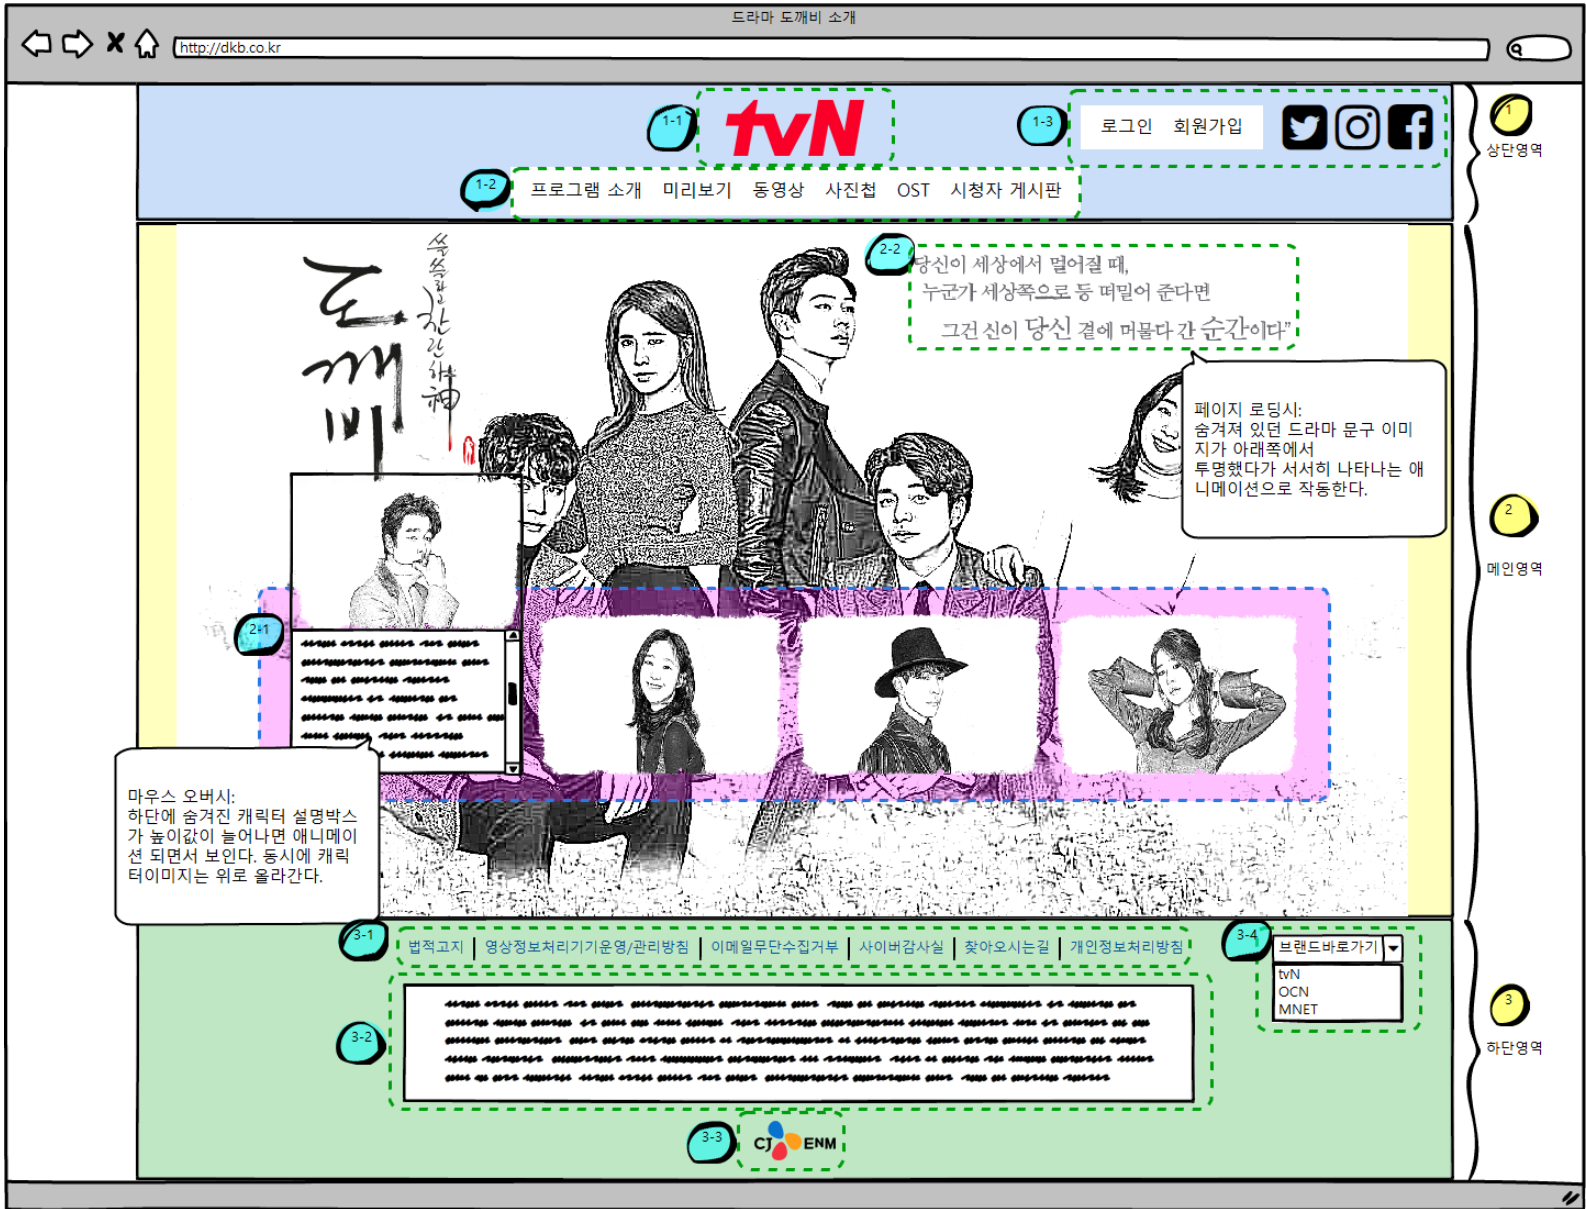 드라마 도깨비 소개
http://dkb.co.kr
1-1
tvN
1-3
로그인 회원가입
1
상단영역
1-2
프로그램 소개 미리보기 동영상 사진첩 OST 시청자 게시판
도깨비
쓸쓸하고 찬란하神
2-2
당신이 세상에서 멀어질 때,
누군가 세상쪽으로 등 떠밀어 준다면
그건 신이 당신 곁에 머물다 간 순간이다"
페이지 로딩시:
숨겨져 있던 드라마 문구 이미
지가 아래쪽에서
투명했다가 서서히 나타나는 애
니메이션으로 작동한다.
2
메인영역
2-1
마우스 오버시:
하단에 숨겨진 캐릭터 설명박스
가 높이값이 늘어나면 애니메이
션 되면서 보인다. 동시에 캐릭
터이미지는 위로 올라간다.
3-1
법적고지 영상정보처리기기운영/관리방침 이메일무단수집거부 사이버감사실 찾아오시는길 개인정보처리방침
3-4
브랜드바로가기
tvN
OCN
MNET
3
하단영역
3-2
3-3
CJ ENM